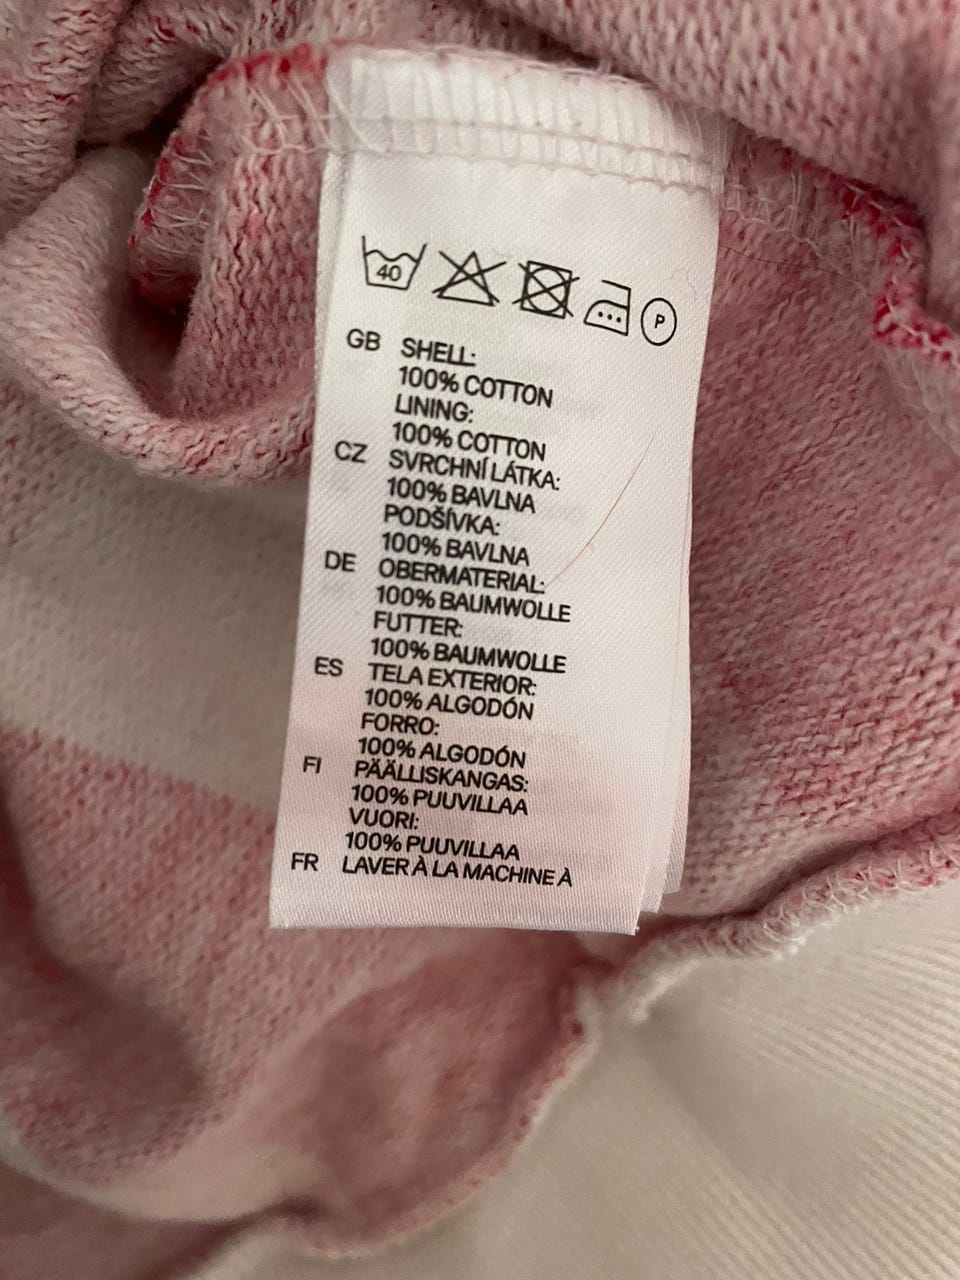 40
P
GB SHELL:
100% COTTON
LINING:
100% COTTON
CZ SVRCHNÍ LÁTKA:
100% BAVLNA
PODŠÍVKA:
100% BAVLNA
DE OBERMATERIAL:
100% BAUMWOLLE
FUTTER:
100% BAUMWOLLE
ES TELA EXTERIOR:
100% ALGODÓN
FORRO:
100% ALGODÓN
FI PÄÄLLISKANGAS:
100% PUUVILLAA
VUORI:
100% PUUVILLAA
FR LAVER À LA MACHINE À